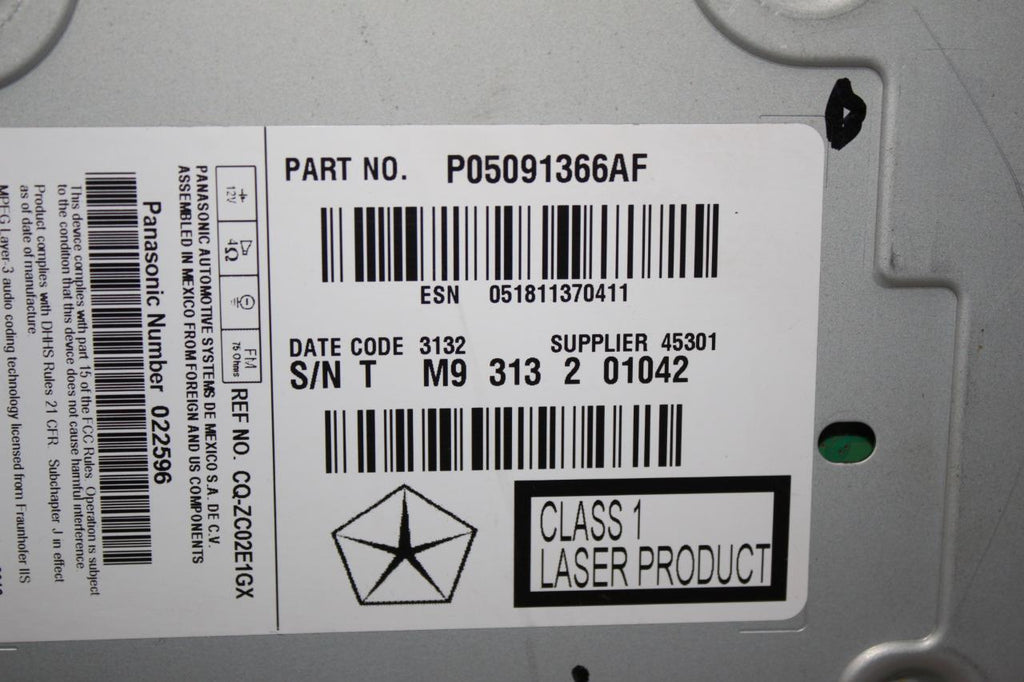 PART NO. P05091366AF
ESN 051811370411
DATE CODE 3132 SUPPLIER 45301
S/N T M9 313 2 01042
CLASS 1
LASER PRODUCT
+
12V
4Ω
FM
75 Ohms
REF NO. CQ-ZC02E1GX
PANASONIC AUTOMOTIVE SYSTEMS DE MEXICO S.A. DE C.V.
ASSEMBLED IN MEXICO FROM FOREIGN AND US COMPONENTS
Panasonic Number 022596
This device complies with part 15 of the FCC Rules. Operation is subject
to the condition that this device does not cause harmful interference.
Product complies with DHHS Rules 21 CFR. Subchapter J in effect
as of date of manufacture.
MPEG Layer-3 audio coding technology licensed from Fraunhofer IIS